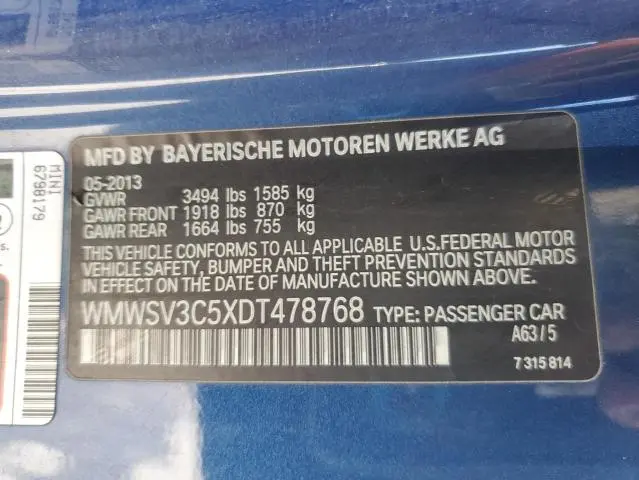 MFD BY BAYERISCHE MOTOREN WERKE AG
05-2013
GVWR 3494 lbs 1585 kg
GAWR FRONT 1918 lbs 870 kg
GAWR REAR 1664 lbs 755 kg
THIS VEHICLE CONFORMS TO ALL APPLICABLE U.S.FEDERAL MOTOR
VEHICLE SAFETY, BUMPER AND THEFT PREVENTION STANDARDS
IN EFFECT ON THE DATE OF MANUFACTURE SHOWN ABOVE.
WMWSV3C5XDT478768 TYPE: PASSENGER CAR
A63/5
7 315 814
MINI
6798179
s.